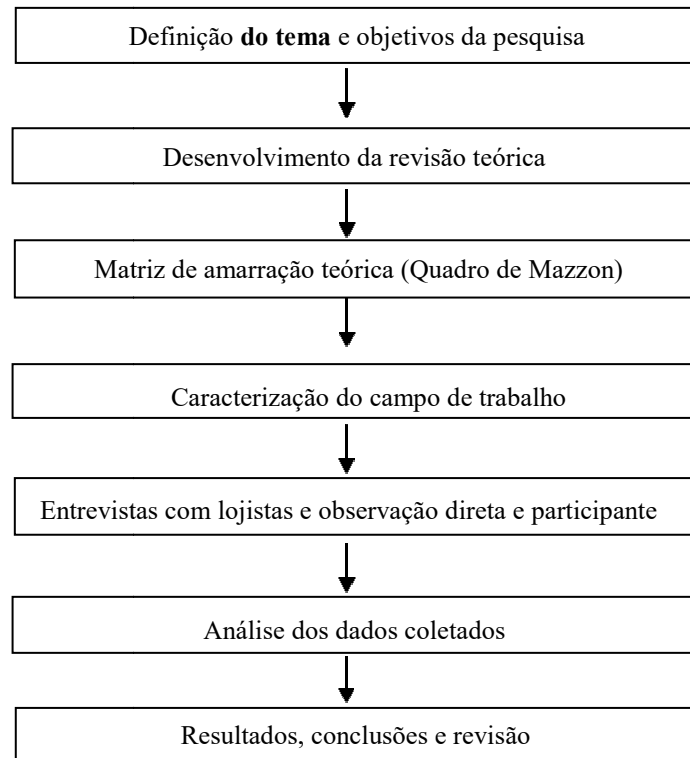 Definição do tema e objetivos da pesquisa
Desenvolvimento da revisão teórica
Matriz de amarração teórica (Quadro de Mazzon)
Caracterização do campo de trabalho
Entrevistas com lojistas e observação direta e participante
Análise dos dados coletados
Resultados, conclusões e revisão